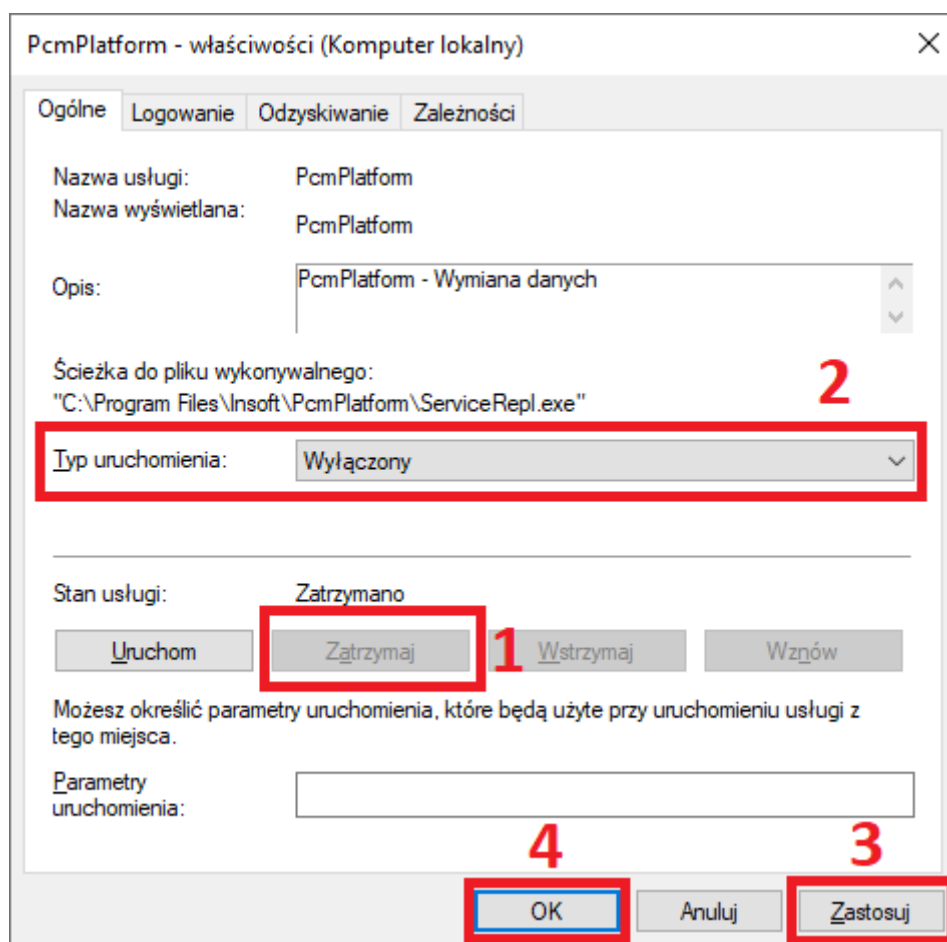 PcmPlatform - właściwości (Komputer lokalny)
Ogólne Logowanie Odzyskiwanie Zależności
Nazwa usługi: PcmPlatform
Nazwa wyświetlana: PcmPlatform
Opis: PcmPlatform - Wymiana danych
Ścieżka do pliku wykonywalnego:
"C:\Program Files\Insoft\PcmPlatform\ServiceRepl.exe"
2
Typ uruchomienia: Wyłączony
Stan usługi: Zatrzymano
Uruchom Zatrzymaj 1 Wstrzymaj Wznów
Możesz określić parametry uruchomienia, które będą użyte przy uruchomieniu usługi z
tego miejsca.
Parametry
uruchomienia:
4 3
OK Anuluj Zastosuj